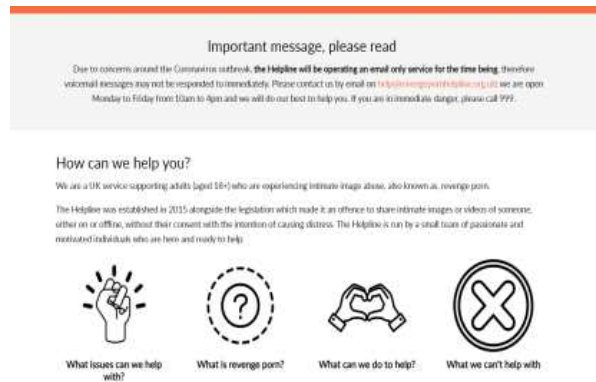 Important message, please read
Due to concerns around the Coronavirus outbreak, the Helpline will be operating an email only service for the time being, therefore
voicemail messages may not be responded to immediately. Please contact us by email on help@revengepornhelpline.org.uk; we are open
Monday to Friday from 10am to 4pm and we will do our best to help you. If you are in immediate danger, please call 999.
How can we help you?
We are a UK service supporting adults (aged 18+) who are experiencing intimate image abuse, also known as, revenge porn.
The Helpline was established in 2015 alongside the legislation which made it an offence to share intimate images or videos of someone,
either on or offline, without their consent with the intention of causing distress. The Helpline is run by a small team of passionate and
motivated individuals who are here and ready to help.
What issues can we help
with?
What is revenge porn?
What can we do to help?
What we can't help with